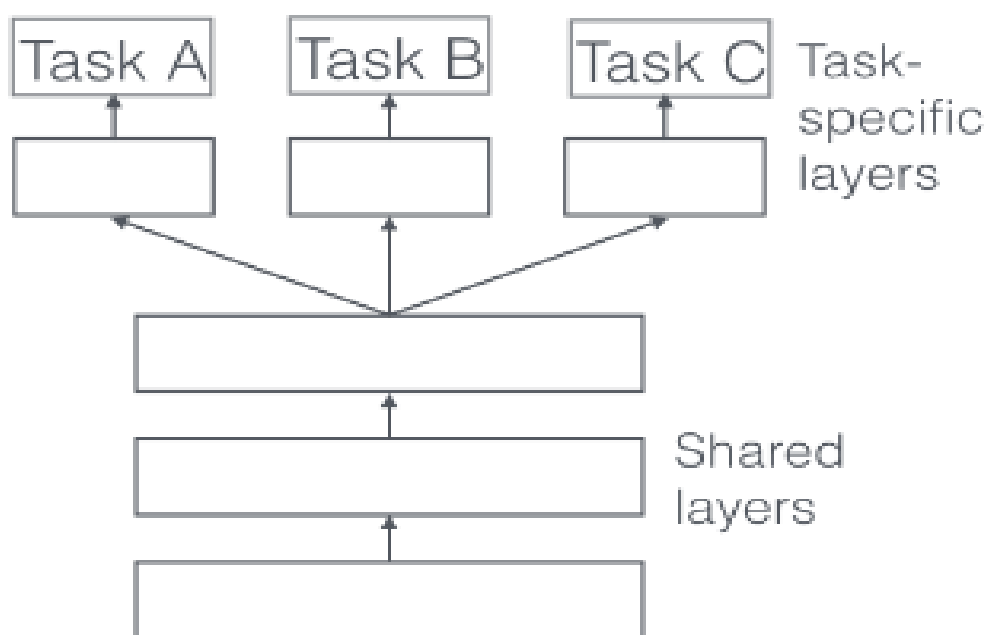 Task A
Task B
Task C
Task-
specific
layers
Shared
layers